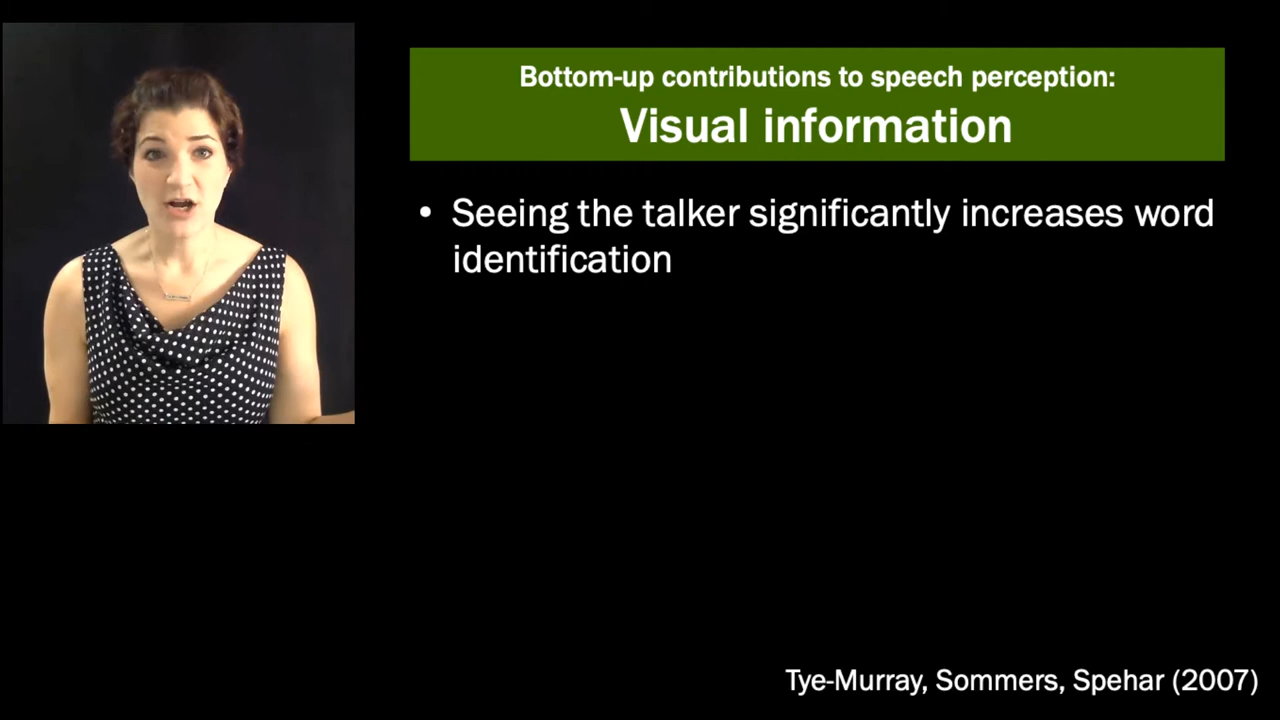 Bottom-up contributions to speech perception:
Visual information
• Seeing the talker significantly increases word
identification
Tye-Murray, Sommers, Spehar (2007)